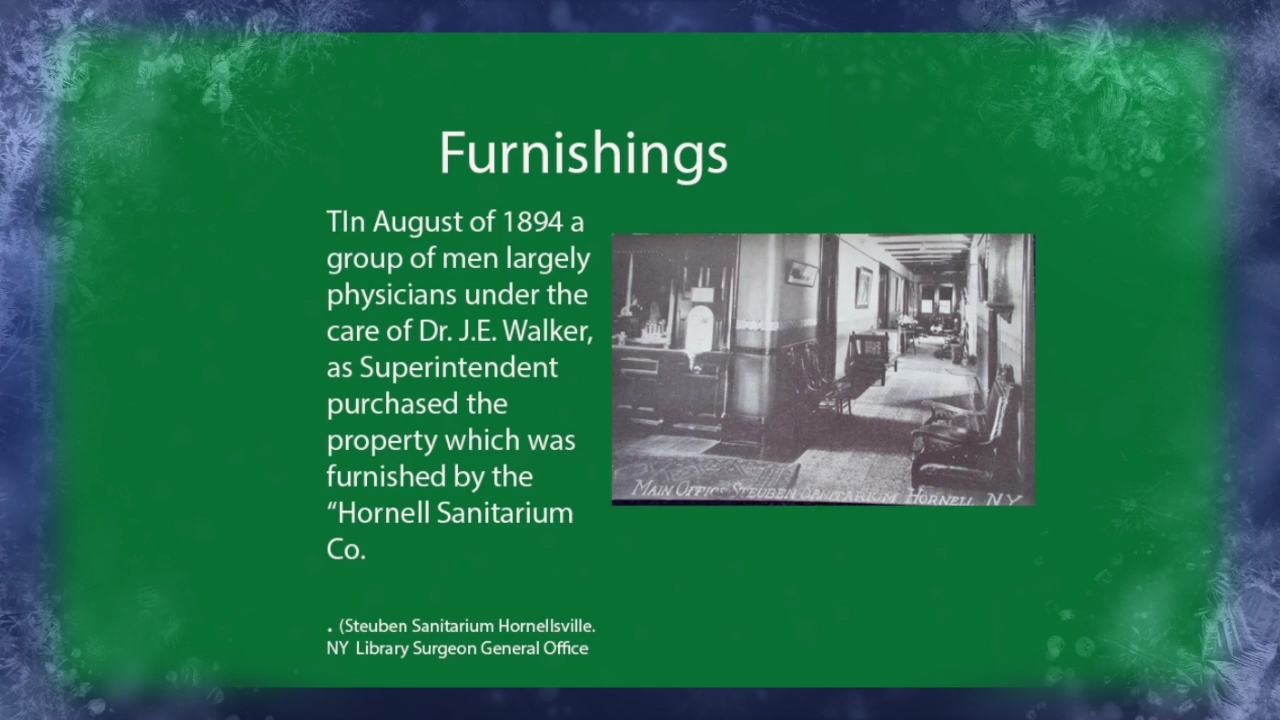 Furnishings
TIn August of 1894 a
group of men largely
physicians under the
care of Dr. J.E. Walker,
as Superintendent
purchased the
property which was
furnished by the
“Hornell Sanitarium
Co.
. (Steuben Sanitarium Hornellsville.
NY Library Surgeon General Office
MAIN OFFICE STEUBEN SANITARIUM HORNELL, NY